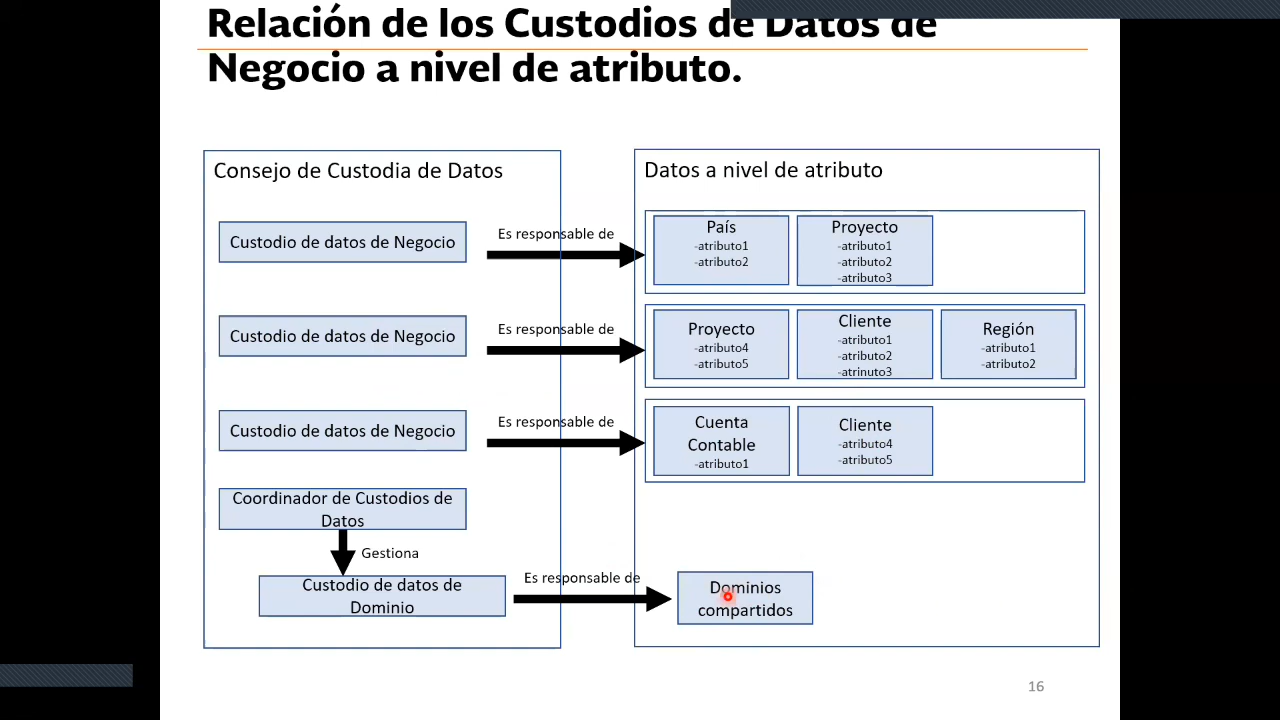 Relación de los Custodios de Datos de
Negocio a nivel de atributo.
Consejo de Custodia de Datos
Custodio de datos de Negocio
Es responsable de
Custodio de datos de Negocio
Es responsable de
Custodio de datos de Negocio
Es responsable de
Coordinador de Custodios de
Datos
Gestiona
Custodio de datos de
Dominio
Es responsable de
Datos a nivel de atributo
País
-atributo1
-atributo2
Proyecto
-atributo1
-atributo2
-atributo3
Proyecto
-atributo4
-atributo5
Cliente
-atributo1
-atributo2
-atrinuto3
Región
-atributo1
-atributo2
Cuenta
Contable
-atributo1
Cliente
-atributo4
-atributo5
Dominios
compartidos
16